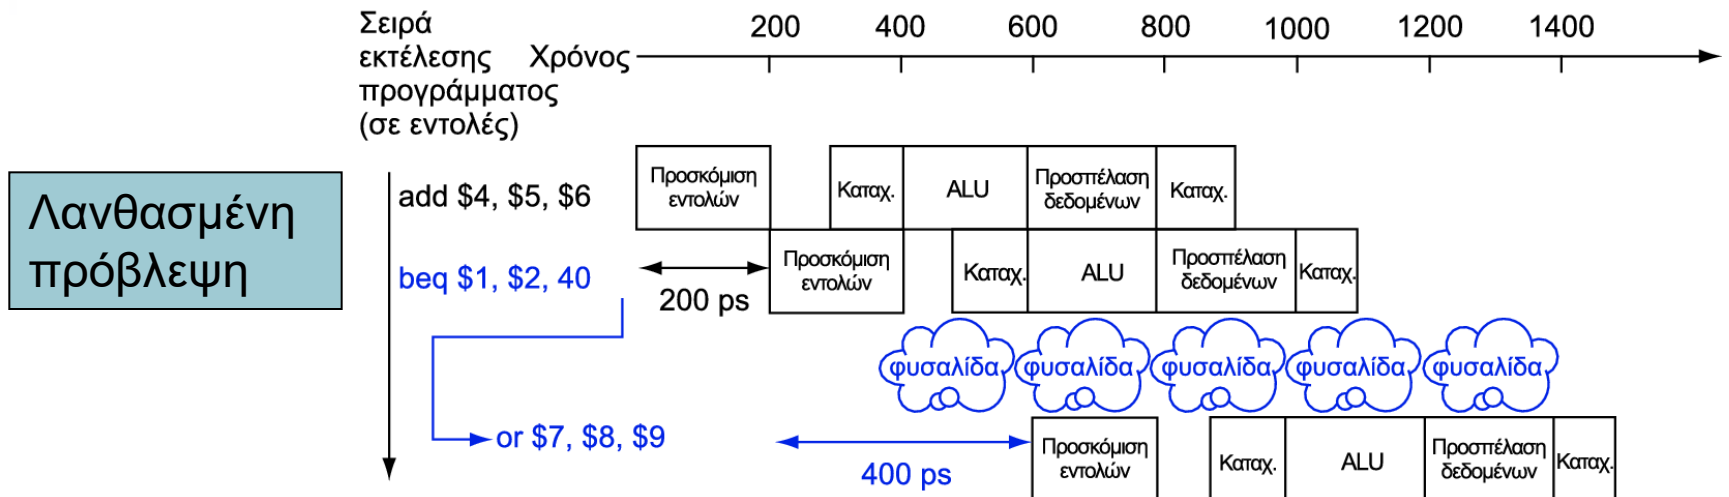 Σειρά
εκτέλεσης Χρόνος
προγράμματος
(σε εντολές)
200 400 600 800 1000 1200 1400
Λανθασμένη
πρόβλεψη
add $4, $5, $6
Προσκόμιση
εντολών
Καταχ.
ALU
Προσπέλαση
δεδομένων
Καταχ.
beq $1, $2, 40
200 ps
Προσκόμιση
εντολών
Καταχ.
ALU
Προσπέλαση
δεδομένων
Καταχ.
φυσαλίδα φυσαλίδα φυσαλίδα φυσαλίδα φυσαλίδα
or $7, $8, $9
400 ps
Προσκόμιση
εντολών
Καταχ.
ALU
Προσπέλαση
δεδομένων
Καταχ.